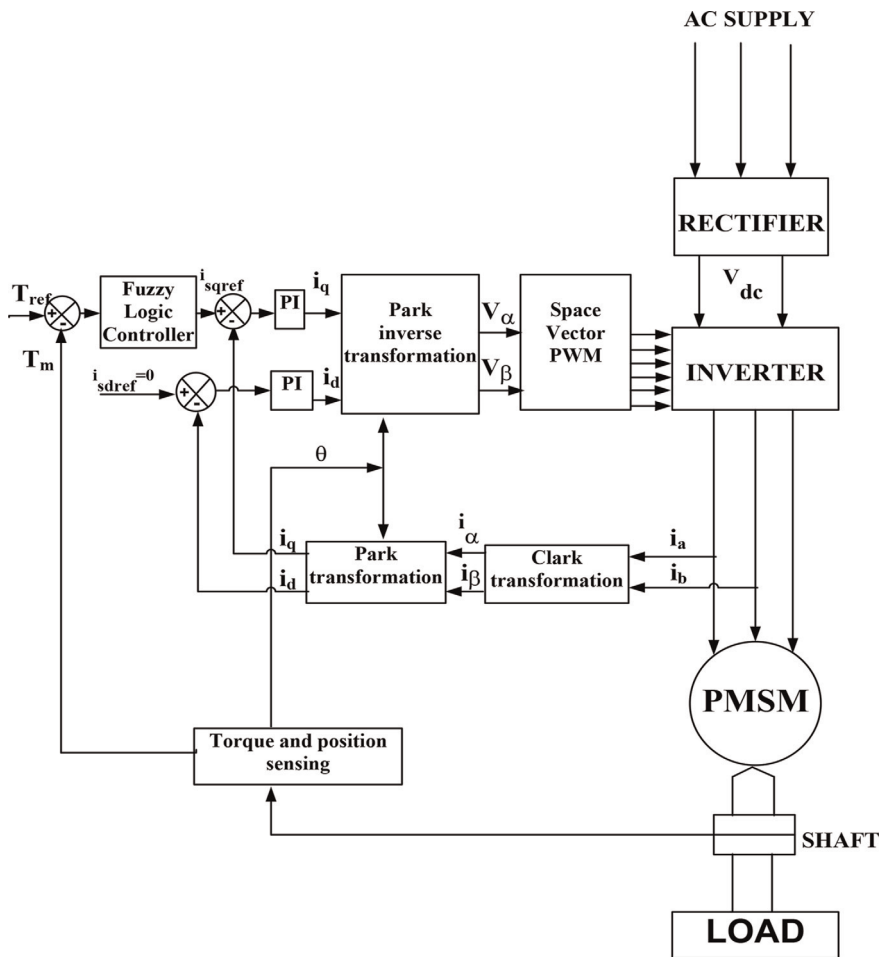 AC SUPPLY
RECTIFIER
V dc
T ref
+
-
T m
Fuzzy
Logic
Controller
i sqref
+
-
PI
i q
Park
inverse
transformation
V α
V β
Space
Vector
PWM
INVERTER
i sdref =0
+
-
PI
i d
θ
i q
i d
Park
transformation
i α
i β
Clark
transformation
i a
i b
PMSM
Torque and position
sensing
SHAFT
LOAD